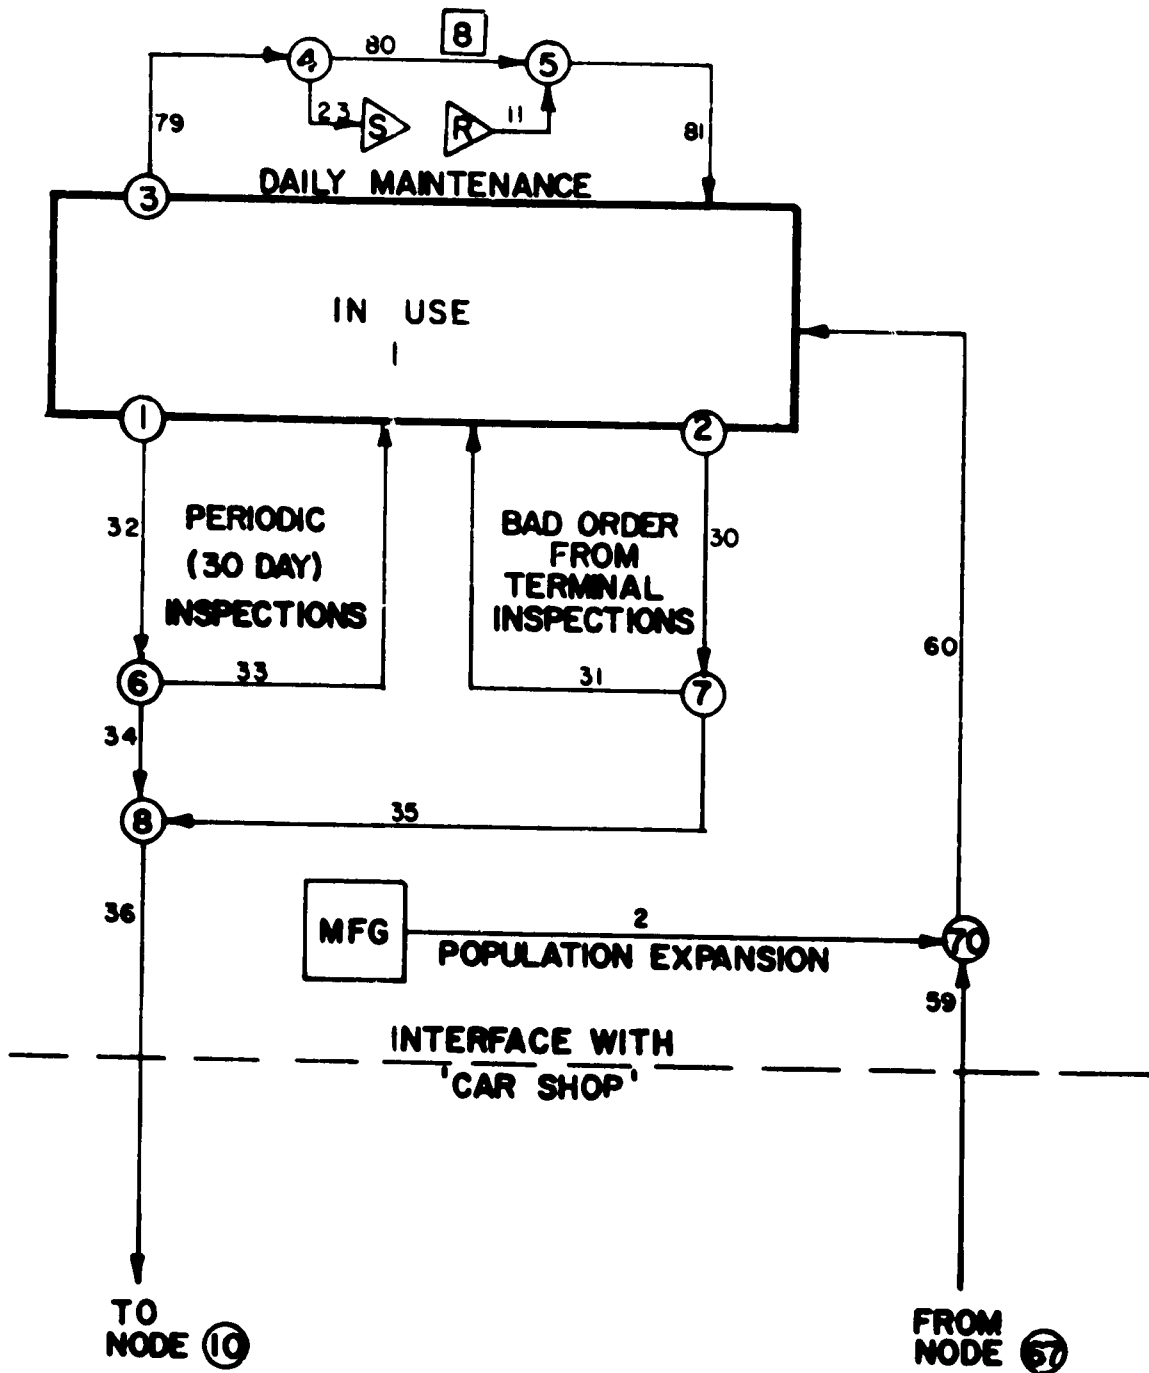 8
4
80
5
79
23
S
R
11
81
DAILY MAINTENANCE
3
IN USE
1
1
2
32
PERIODIC
(30 DAY)
INSPECTIONS
BAD ORDER
FROM
TERMINAL
INSPECTIONS
30
60
6
33
31
7
34
8
35
36
MFG
2
POPULATION EXPANSION
70
59
INTERFACE WITH
'CAR SHOP'
TO
NODE 10
FROM
NODE